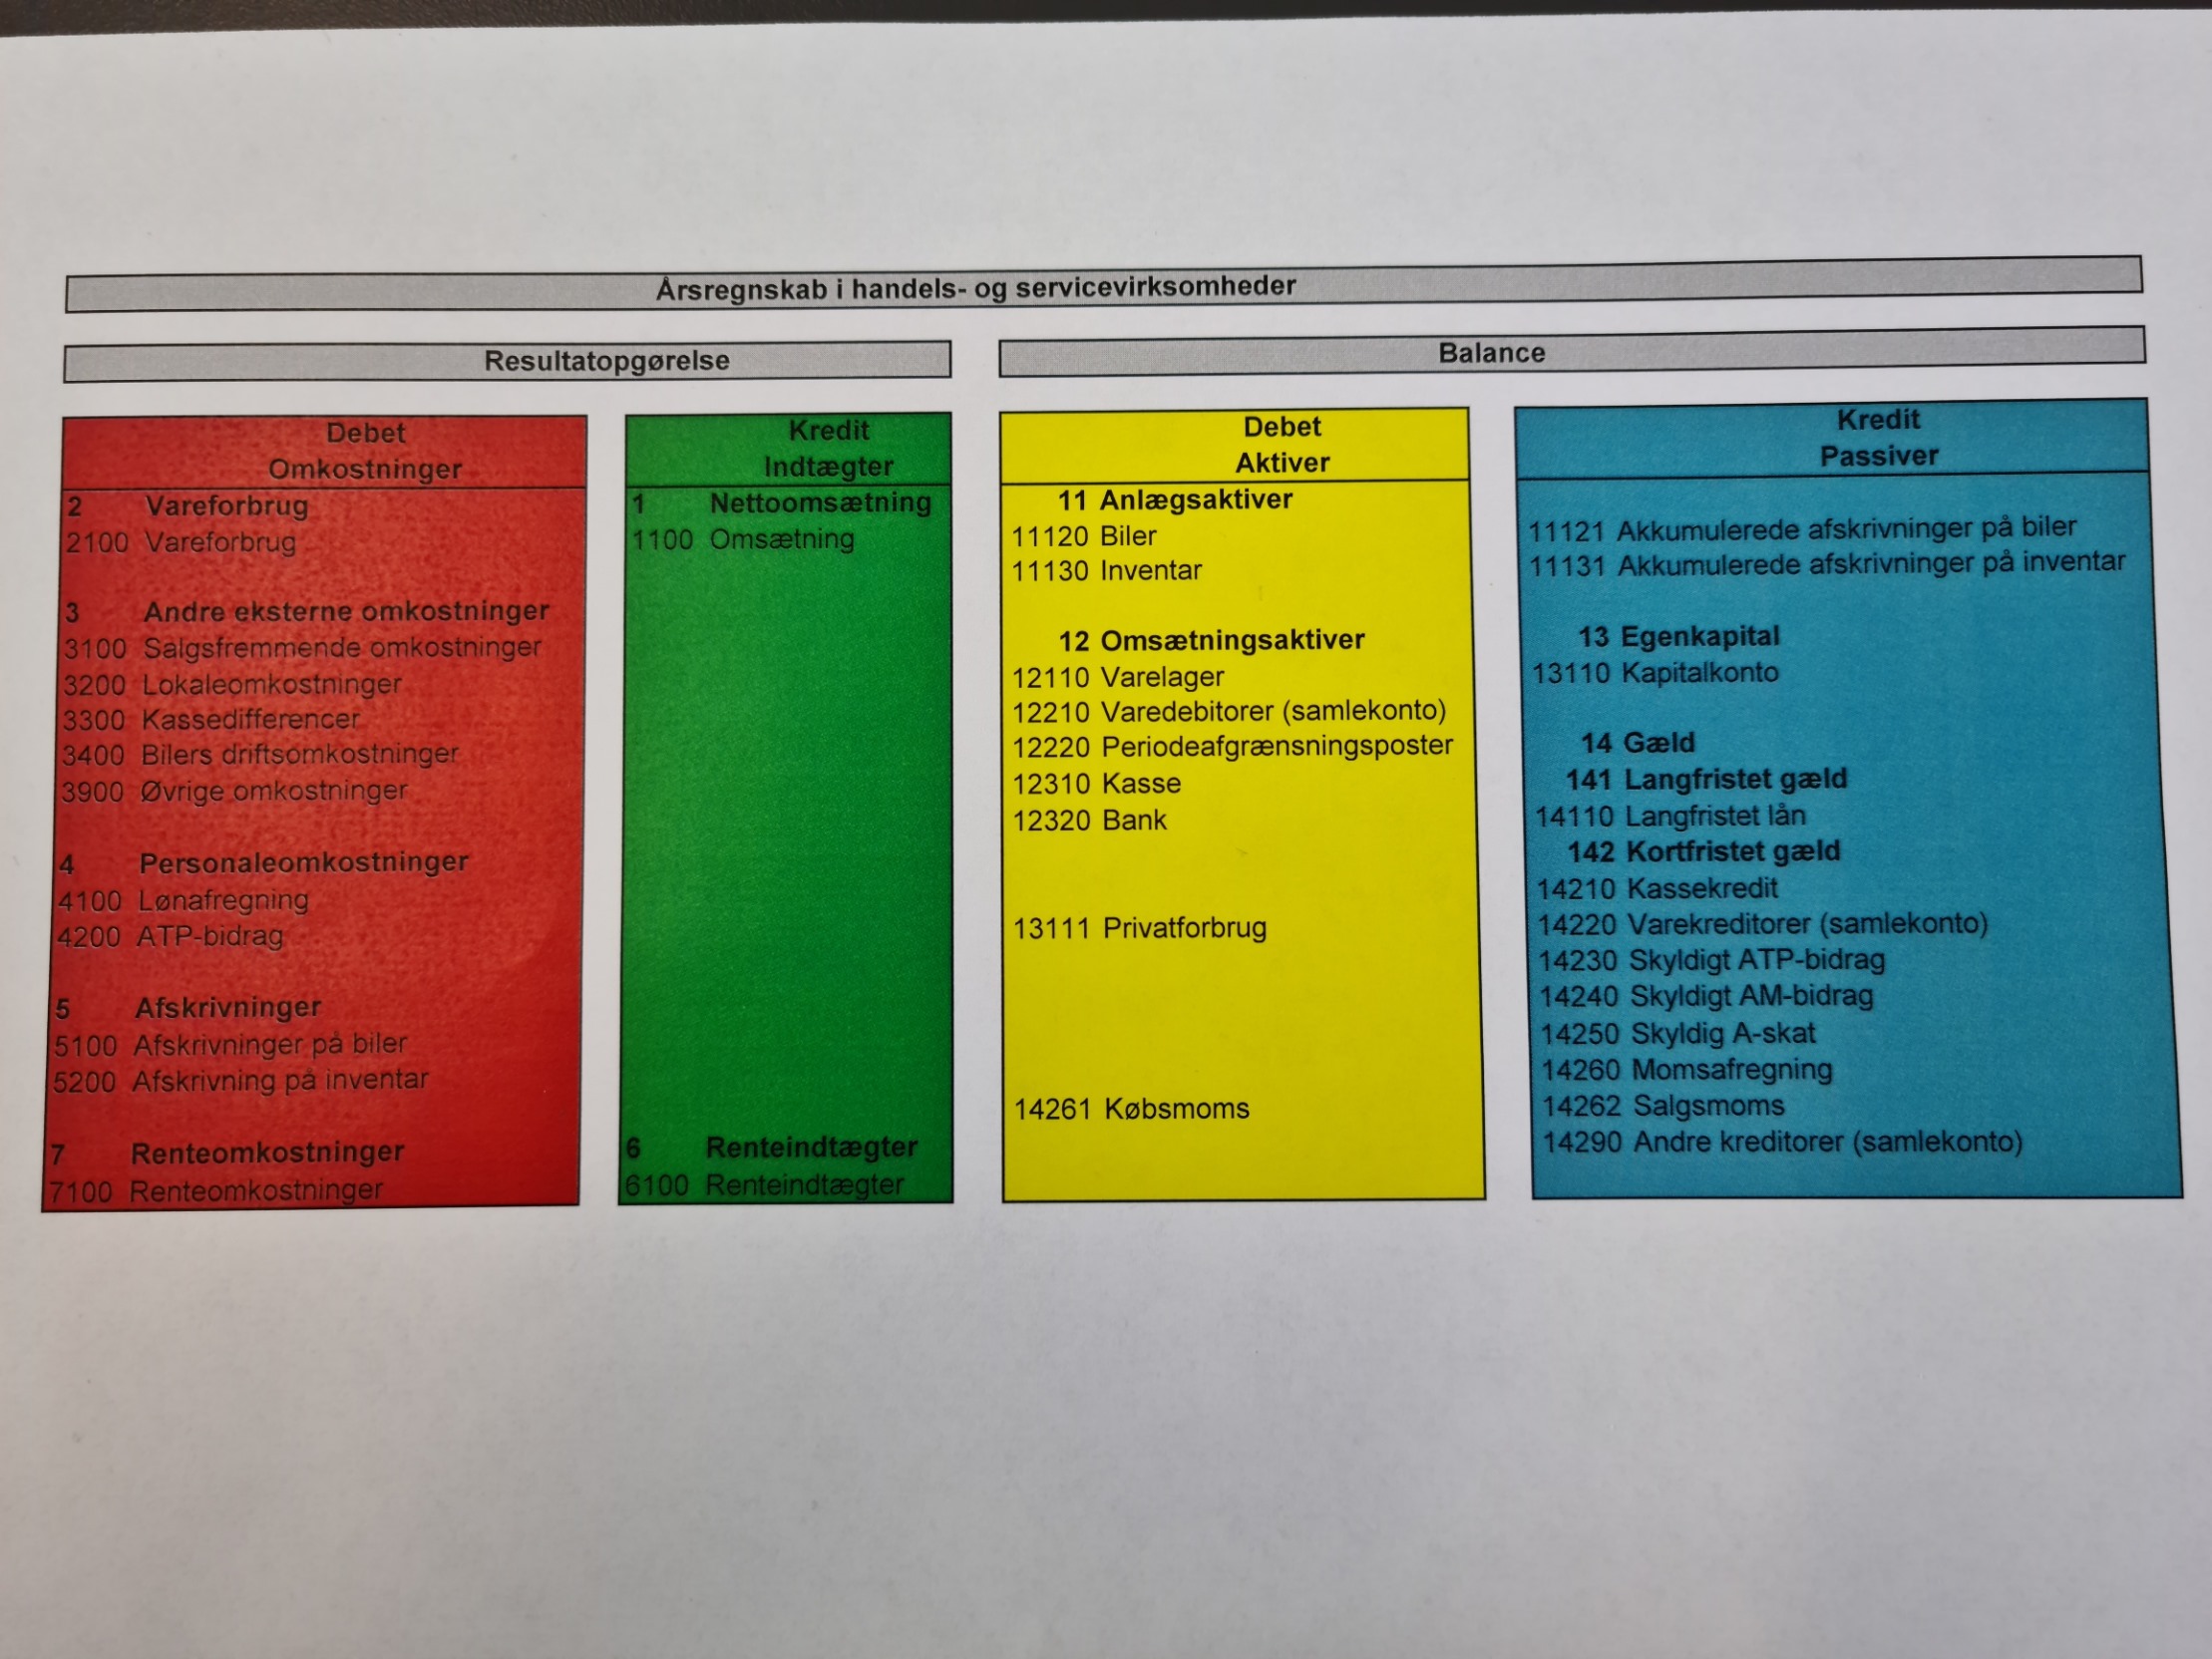 Årsregnskab i handels- og servicevirksomheder
Resultatopgørelse
Debet
Omkostninger
2 Vareforbrug
2100 Vareforbrug
3 Andre eksterne omkostninger
3100 Salgsfremmende omkostninger
3200 Lokaleomkostninger
3300 Kassedifferencer
3400 Bilers driftsomkostninger
3900 Øvrige omkostninger
4 Personaleomkostninger
4100 Lønafregning
4200 ATP-bidrag
5 Afskrivninger
5100 Afskrivninger på biler
5200 Afskrivning på inventar
7 Renteomkostninger
7100 Renteomkostninger
Kredit
Indtægter
1 Nettoomsætning
1100 Omsætning
6 Renteindtægter
6100 Renteindtægter
Balance
Debet
Aktiver
11 Anlægsaktiver
11120 Biler
11130 Inventar
12 Omsætningsaktiver
12110 Varelager
12210 Varedebitorer (samlekonto)
12220 Periodeafgrænsningsposter
12310 Kasse
12320 Bank
13111 Privatforbrug
14261 Købsmoms
Kredit
Passiver
11121 Akkumulerede afskrivninger på biler
11131 Akkumulerede afskrivninger på inventar
13 Egenkapital
13110 Kapitalkonto
14 Gæld
141 Langfristet gæld
14110 Langfristet lån
142 Kortfristet gæld
14210 Kassekredit
14220 Varekreditorer (samlekonto)
14230 Skyldigt ATP-bidrag
14240 Skyldigt AM-bidrag
14250 Skyldig A-skat
14260 Momsafregning
14262 Salgsmoms
14290 Andre kreditorer (samlekonto)